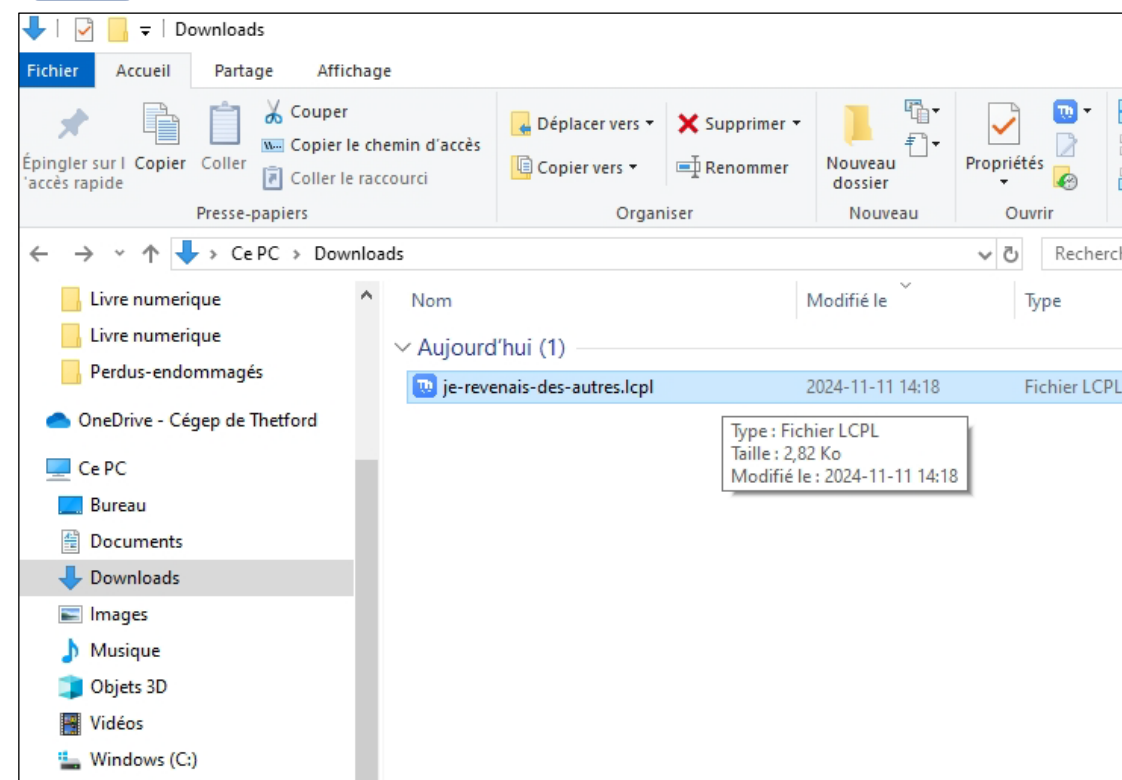 Downloads
Fichier Accueil Partage Affichage
Épingler sur l'accès rapide
Copier
Coller
Couper
Copier le chemin d'accès
Coller le raccourci
Déplacer vers
Copier vers
Supprimer
Renommer
Nouveau
dossier
Propriétés
Presse-papiers Organiser Nouveau Ouvrir
Ce PC > Downloads
Livre numerique
Livre numerique
Perdus-endommagés
OneDrive - Cégep de Thetford
Ce PC
Bureau
Documents
Downloads
Images
Musique
Objets 3D
Vidéos
Windows (C:)
Nom Modifié le Type
Aujourd'hui (1)
je-revenais-des-autres.lcpl 2024-11-11 14:18 Fichier LCPL
Type : Fichier LCPL
Taille : 2,82 Ko
Modifié le : 2024-11-11 14:18